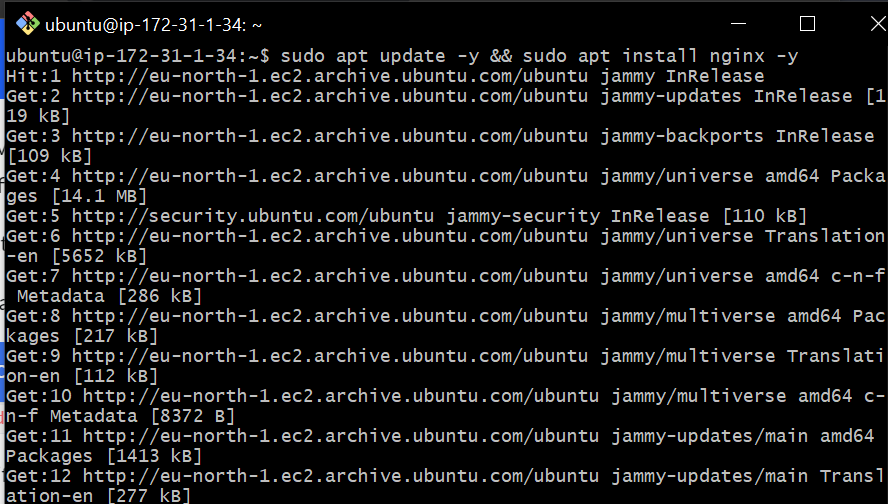 ubuntu@ip-172-31-1-34: ~
ubuntu@ip-172-31-1-34:~$ sudo apt update -y && sudo apt install nginx -y
Hit:1 http://eu-north-1.ec2.archive.ubuntu.com/ubuntu jammy InRelease
Get:2 http://eu-north-1.ec2.archive.ubuntu.com/ubuntu jammy-updates InRelease [1
19 kB]
Get:3 http://eu-north-1.ec2.archive.ubuntu.com/ubuntu jammy-backports InRelease
[109 kB]
Get:4 http://eu-north-1.ec2.archive.ubuntu.com/ubuntu jammy/universe amd64 Packa
ges [14.1 MB]
Get:5 http://security.ubuntu.com/ubuntu jammy-security InRelease [110 kB]
Get:6 http://eu-north-1.ec2.archive.ubuntu.com/ubuntu jammy/universe Translation
-en [5652 kB]
Get:7 http://eu-north-1.ec2.archive.ubuntu.com/ubuntu jammy/universe amd64 c-n-f
 Metadata [286 kB]
Get:8 http://eu-north-1.ec2.archive.ubuntu.com/ubuntu jammy/multiverse amd64 Pac
kages [217 kB]
Get:9 http://eu-north-1.ec2.archive.ubuntu.com/ubuntu jammy/multiverse Translati
on-en [112 kB]
Get:10 http://eu-north-1.ec2.archive.ubuntu.com/ubuntu jammy/multiverse amd64 c-
n-f Metadata [8372 B]
Get:11 http://eu-north-1.ec2.archive.ubuntu.com/ubuntu jammy-updates/main amd64
Packages [1413 kB]
Get:12 http://eu-north-1.ec2.archive.ubuntu.com/ubuntu jammy-updates/main Transl
ation-en [277 kB]